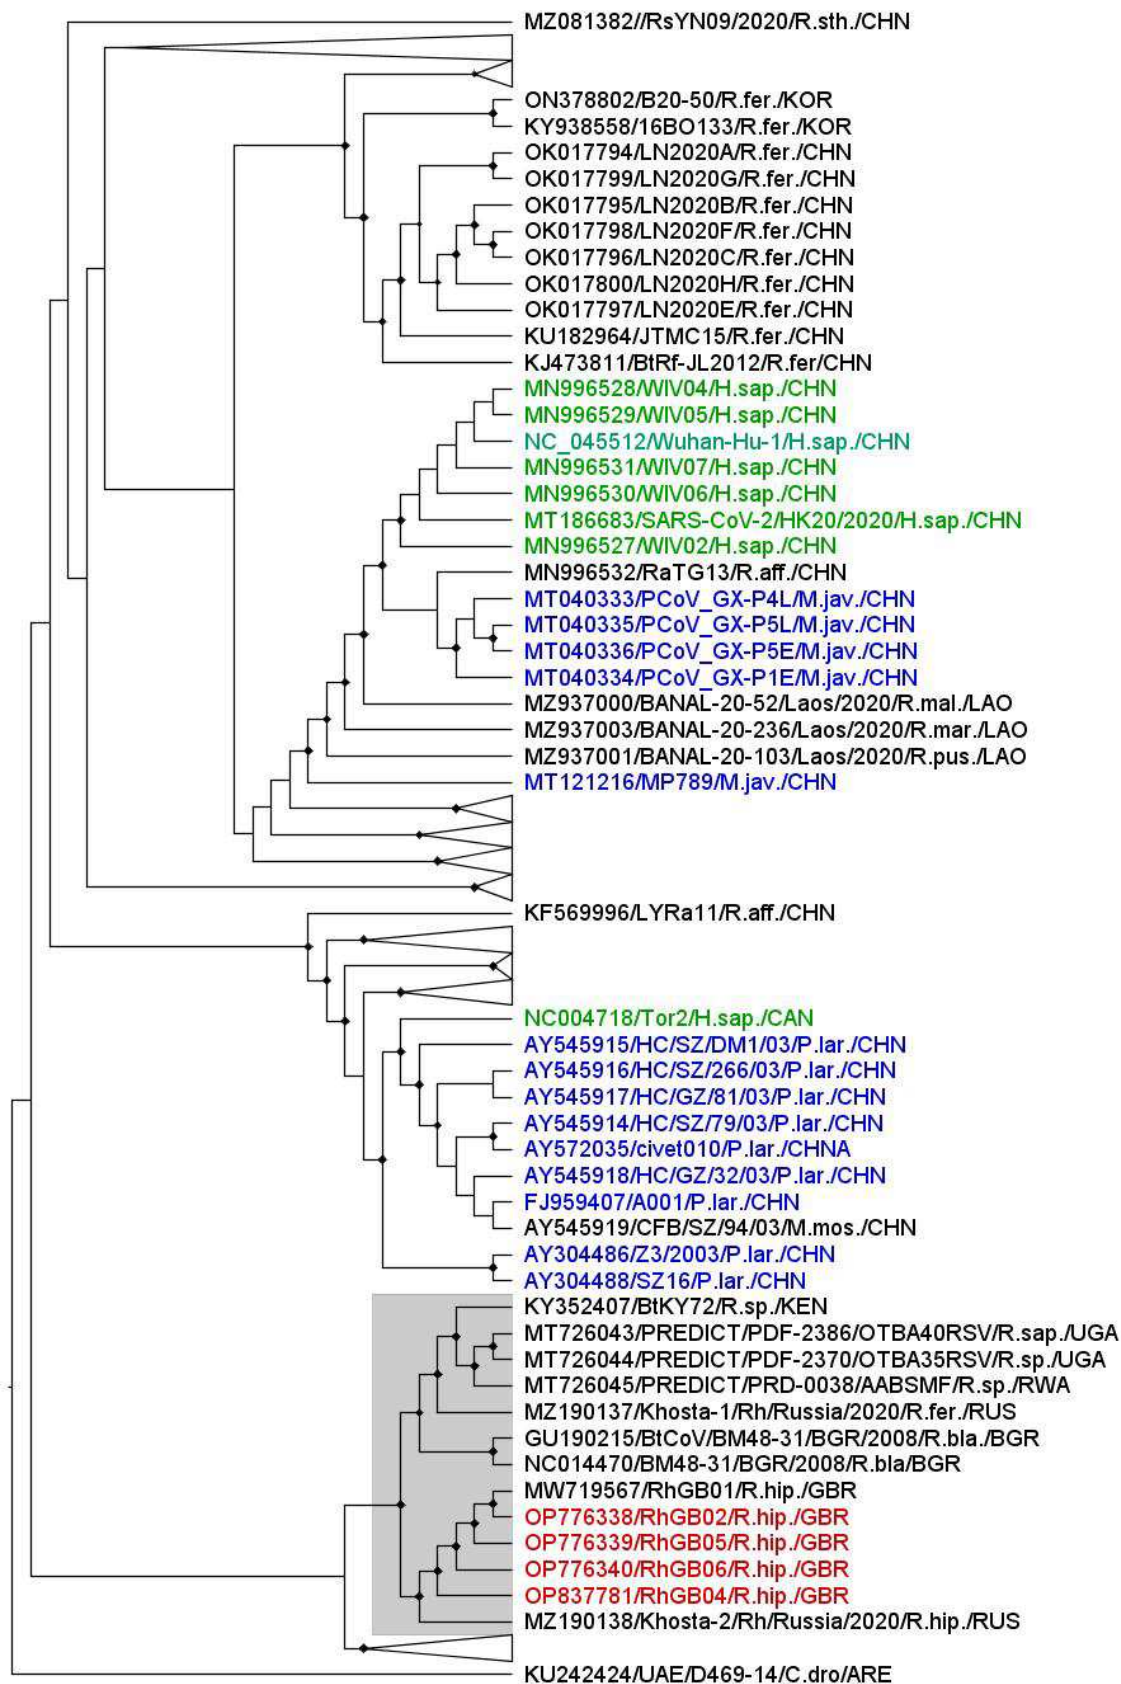 MZ081382//RsYN09/2020/R.sth./CHN
ON378802/B20-50/R.fer./KOR
KY938558/16BO133/R.fer./KOR
OK017794/LN2020A/R.fer./CHN
OK017799/LN2020G/R.fer./CHN
OK017795/LN2020B/R.fer./CHN
OK017798/LN2020F/R.fer./CHN
OK017796/LN2020C/R.fer./CHN
OK017800/LN2020H/R.fer./CHN
OK017797/LN2020E/R.fer./CHN
KU182964/JTMC15/R.fer./CHN
KJ473811/BtRf-JL2012/R.fer/CHN
MN996528/WIV04/H.sap./CHN
MN996529/WIV05/H.sap./CHN
NC_045512/Wuhan-Hu-1/H.sap./CHN
MN996531/WIV07/H.sap./CHN
MN996530/WIV06/H.sap./CHN
MT186683/SARS-CoV-2/HK20/2020/H.sap./CHN
MN996527/WIV02/H.sap./CHN
MN996532/RaTG13/R.aff./CHN
MT040333/PCoV_GX-P4L/M.jav./CHN
MT040335/PCoV_GX-P5L/M.jav./CHN
MT040336/PCoV_GX-P5E/M.jav./CHN
MT040334/PCoV_GX-P1E/M.jav./CHN
MZ937000/BANAL-20-52/Laos/2020/R.mal./LAO
MZ937003/BANAL-20-236/Laos/2020/R.mar./LAO
MZ937001/BANAL-20-103/Laos/2020/R.pus./LAO
MT121216/MP789/M.jav./CHN
KF569996/LYRa11/R.aff./CHN
NC004718/Tor2/H.sap./CAN
AY545915/HC/SZ/DM1/03/P.lar./CHN
AY545916/HC/SZ/266/03/P.lar./CHN
AY545917/HC/GZ/81/03/P.lar./CHN
AY545914/HC/SZ/79/03/P.lar./CHN
AY572035/civet010/P.lar./CHNA
AY545918/HC/GZ/32/03/P.lar./CHN
FJ959407/A001/P.lar./CHN
AY545919/CFB/SZ/94/03/M.mos./CHN
AY304486/Z3/2003/P.lar./CHN
AY304488/SZ16/P.lar./CHN
KY352407/BtKY72/R.sp./KEN
MT726043/PREDICT/PDF-2386/OTBA40RSV/R.sap./UGA
MT726044/PREDICT/PDF-2370/OTBA35RSV/R.sp./UGA
MT726045/PREDICT/PRD-0038/AABSMF/R.sp./RWA
MZ190137/Khosta-1/Rh/Russia/2020/R.fer./RUS
GU190215/BtCoV/BM48-31/BGR/2008/R.bla./BGR
NC014470/BM48-31/BGR/2008/R.bla/BGR
MW719567/RhGB01/R.hip./GBR
OP776338/RhGB02/R.hip./GBR
OP776339/RhGB05/R.hip./GBR
OP776340/RhGB06/R.hip./GBR
OP837781/RhGB04/R.hip./GBR
MZ190138/Khosta-2/Rh/Russia/2020/R.hip./RUS
KU242424/UAE/D469-14/C.dro/ARE